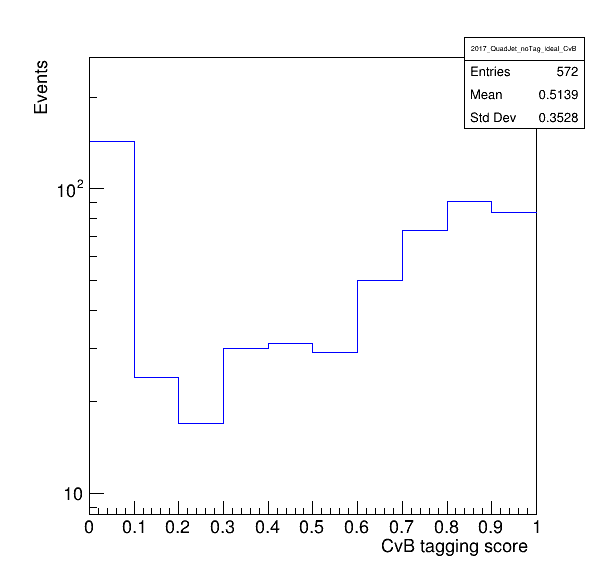 2017_QuadJet_noTag_ideal_CvB
Entries 572
Mean 0.5139
Std Dev 0.3528
Events
10²
10
0 0.1 0.2 0.3 0.4 0.5 0.6 0.7 0.8 0.9 1
CvB tagging score